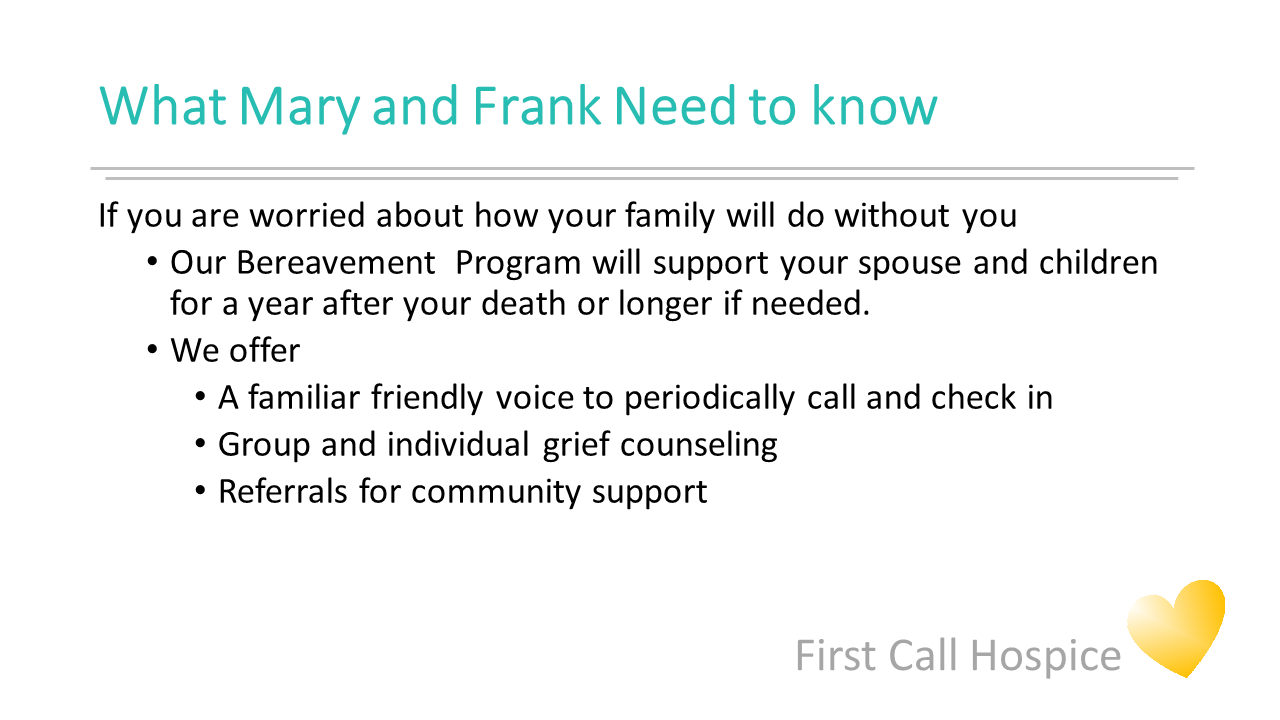 What Mary and Frank Need to know
If you are worried about how your family will do without you
• Our Bereavement  Program will support your spouse and children
for a year after your death or longer if needed.
• We offer
• A familiar friendly voice to periodically call and check in
• Group and individual grief counseling
• Referrals for community support
First Call Hospice